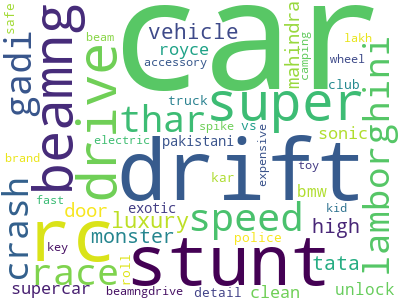 safe
beam
vehicle
car
mahindra
lakh
gadi
beamng
drive
royce
accessory
camping
wheel
truck
super
club
thar
spike
vs
sonic
lamborghini
electric
pakistani
expensive
brand
crash
drift
kar
toy
fast
rc
door
luxury
exotic
speed
bmw
kid
race
monster
police
high
key
roll
stunt
tata
supercar
beamngdrive
detail
clean
unlock